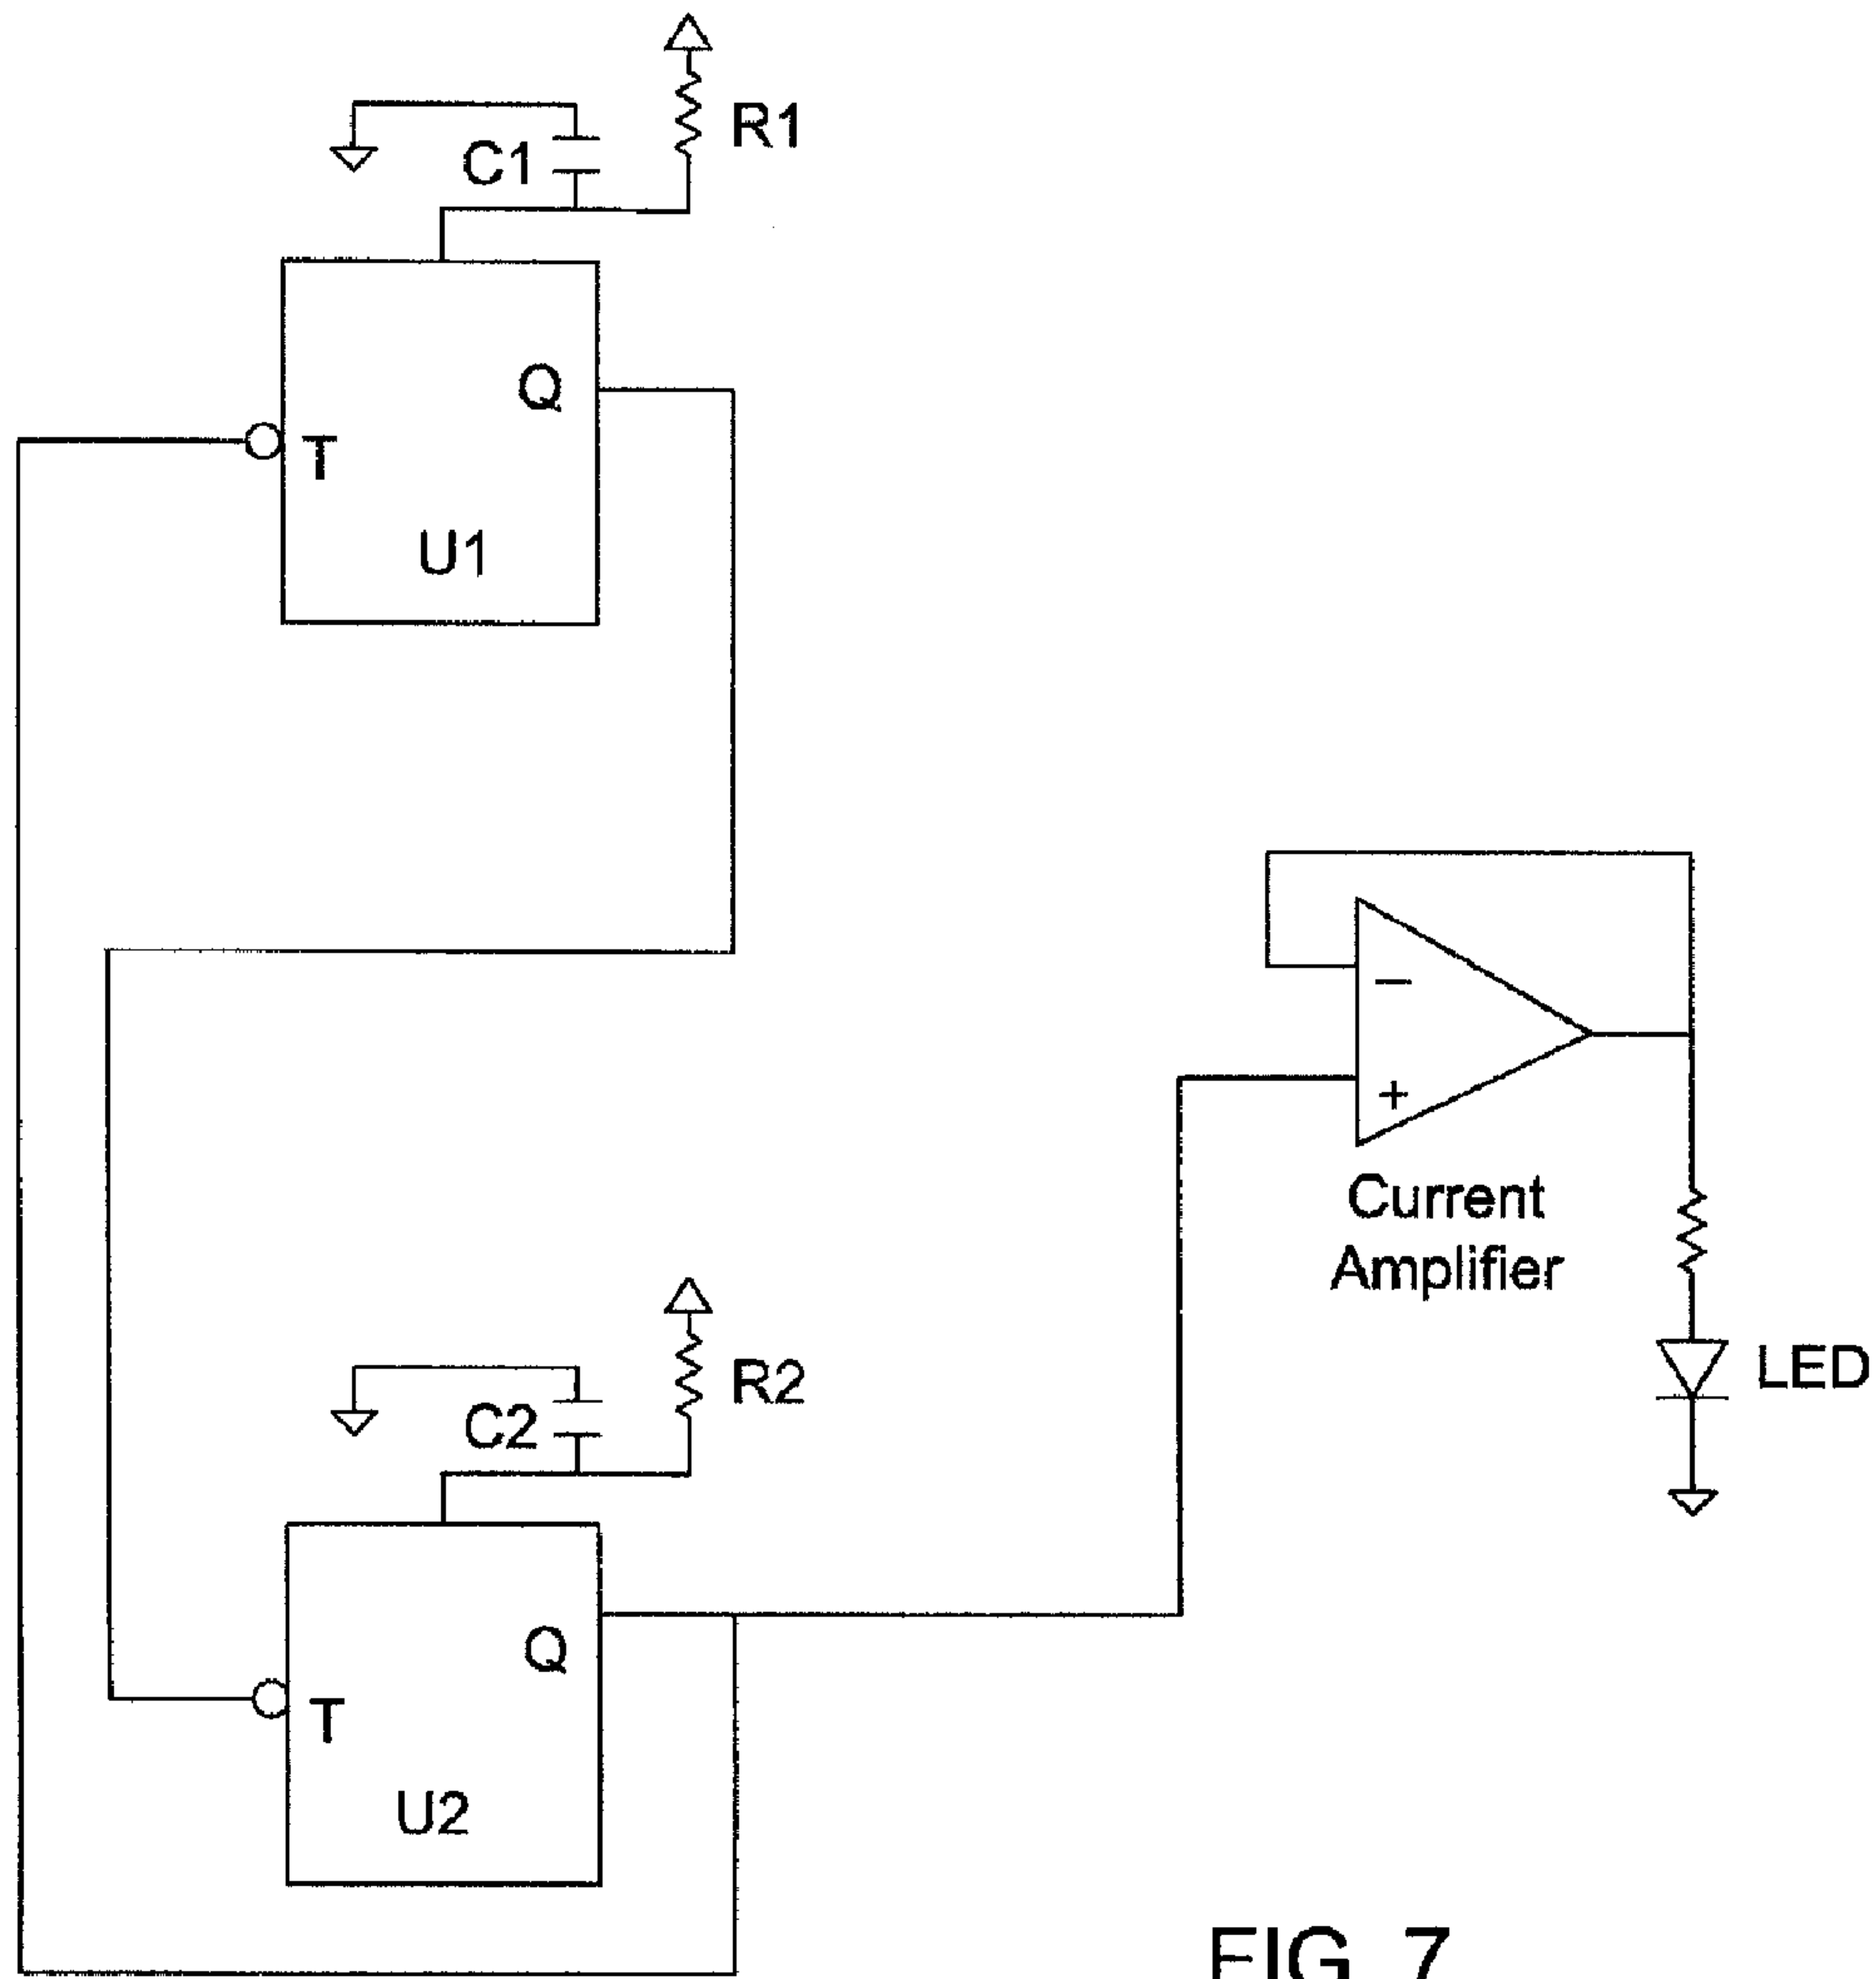 R1
C1
Q
T
U1
−
+
Current
Amplifier
LED
R2
C2
Q
T
U2
FIG. 7